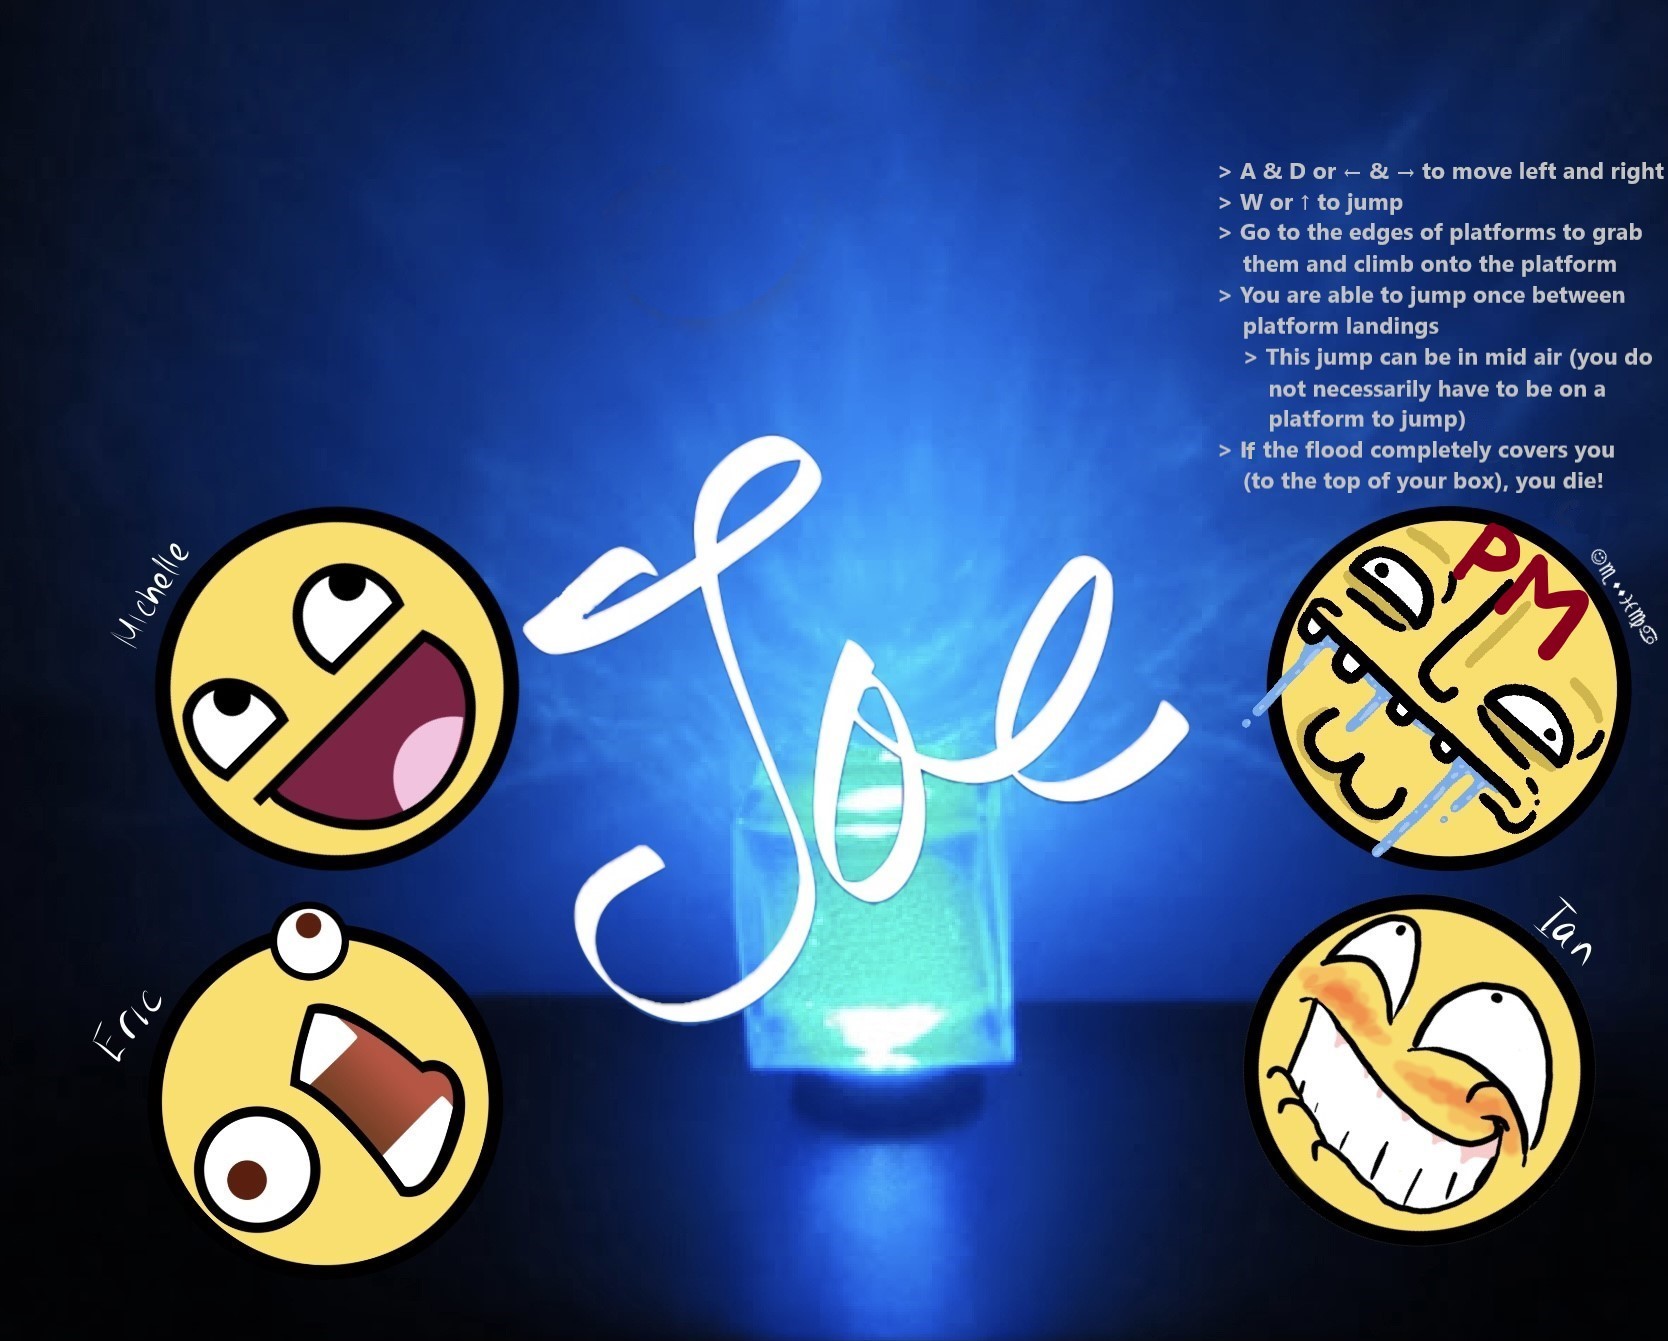 > A & D or ← & → to move left and right
> W or ↑ to jump
> Go to the edges of platforms to grab
them and climb onto the platform
> You are able to jump once between
platform landings
> This jump can be in mid air (you do
not necessarily have to be on a
platform to jump)
> If the flood completely covers you
(to the top of your box), you die!
Joe
Michelle
PM
Eric
Ian